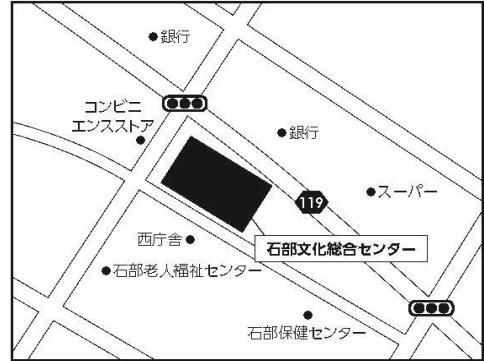 銀行
コンビニ
エンスストア
銀行
119
スーパー
西庁舎
石部文化総合センター
石部老人福祉センター
石部保健センター